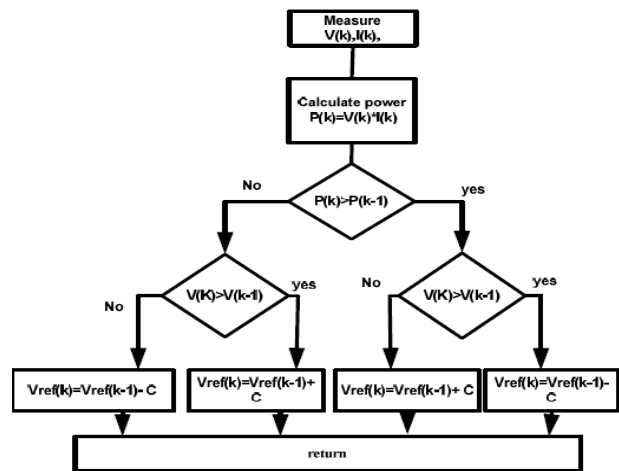 Measure
V(k),I(k),
Calculate power
P(k)=V(k)*I(k)
No
P(k)>P(k-1)
yes
No
V(K)>V(k-1)
yes
No
V(K)>V(k-1)
yes
Vref(k)=Vref(k-1)- C
Vref(k)=Vref(k-1)+
C
Vref(k)=Vref(k-1)+ C
Vref(k)=Vref(k-1)-
C
return